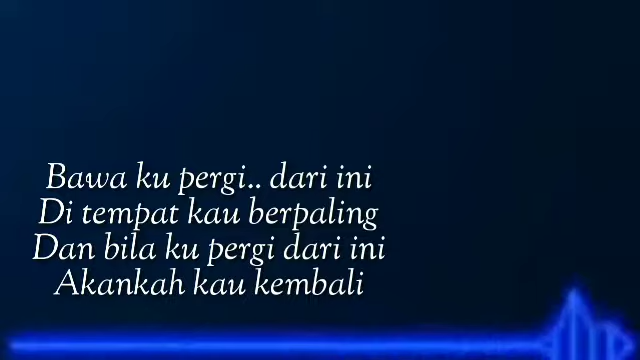 Bawa ku pergi.. dari ini
Di tempat kau berpaling
Dan bila ku pergi dari ini
Akankah kau kembali